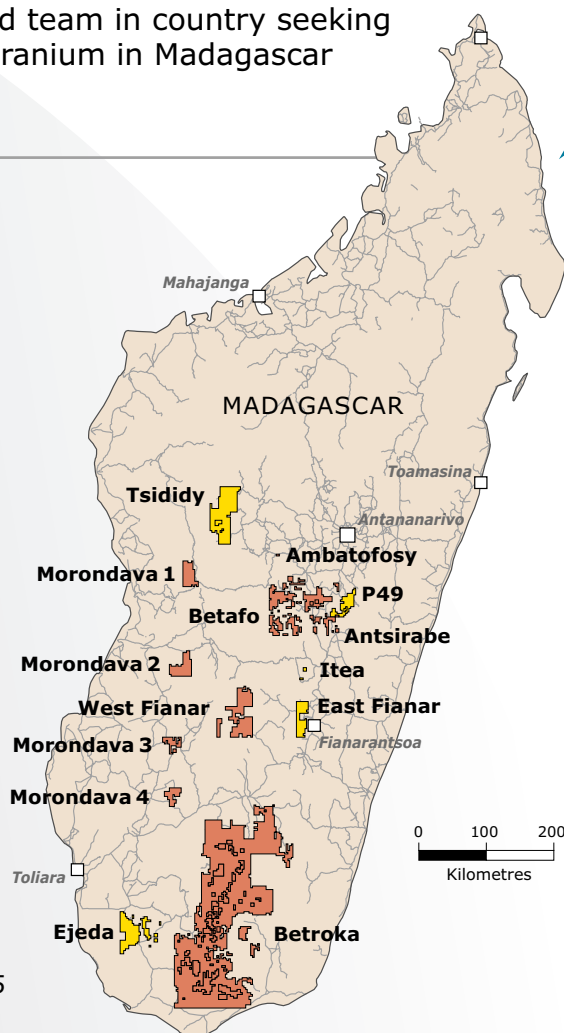 d team in country seeking
ranium in Madagascar
Mahajanga
MADAGASCAR
Toamasina
Tsididy
Antananarivo
Ambatofosy
Morondava 1
P49
Betafo
Antsirabe
Morondava 2
Itea
West Fianar
East Fianar
Morondava 3
Fianarantsoa
Morondava 4
0 100 200
Kilometres
Toliara
Ejeda
Betroka
5